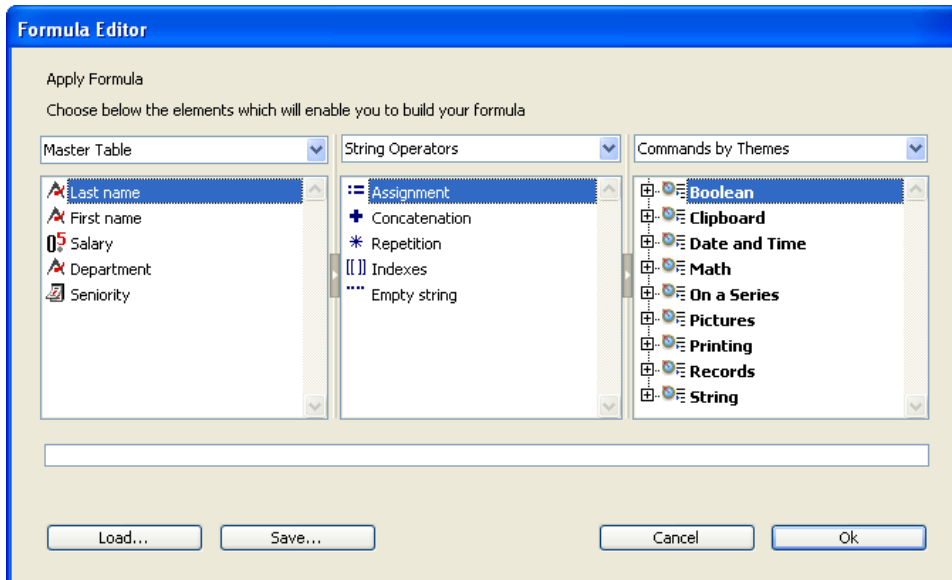 Formula Editor
Apply Formula
Choose below the elements which will enable you to build your formula
Master Table
Last name
First name
Salary
Department
Seniority
String Operators
:= Assignment
+ Concatenation
* Repetition
[[ ]] Indexes
"" Empty string
Commands by Themes
Boolean
Clipboard
Date and Time
Math
On a Series
Pictures
Printing
Records
String
Load... Save... Cancel Ok